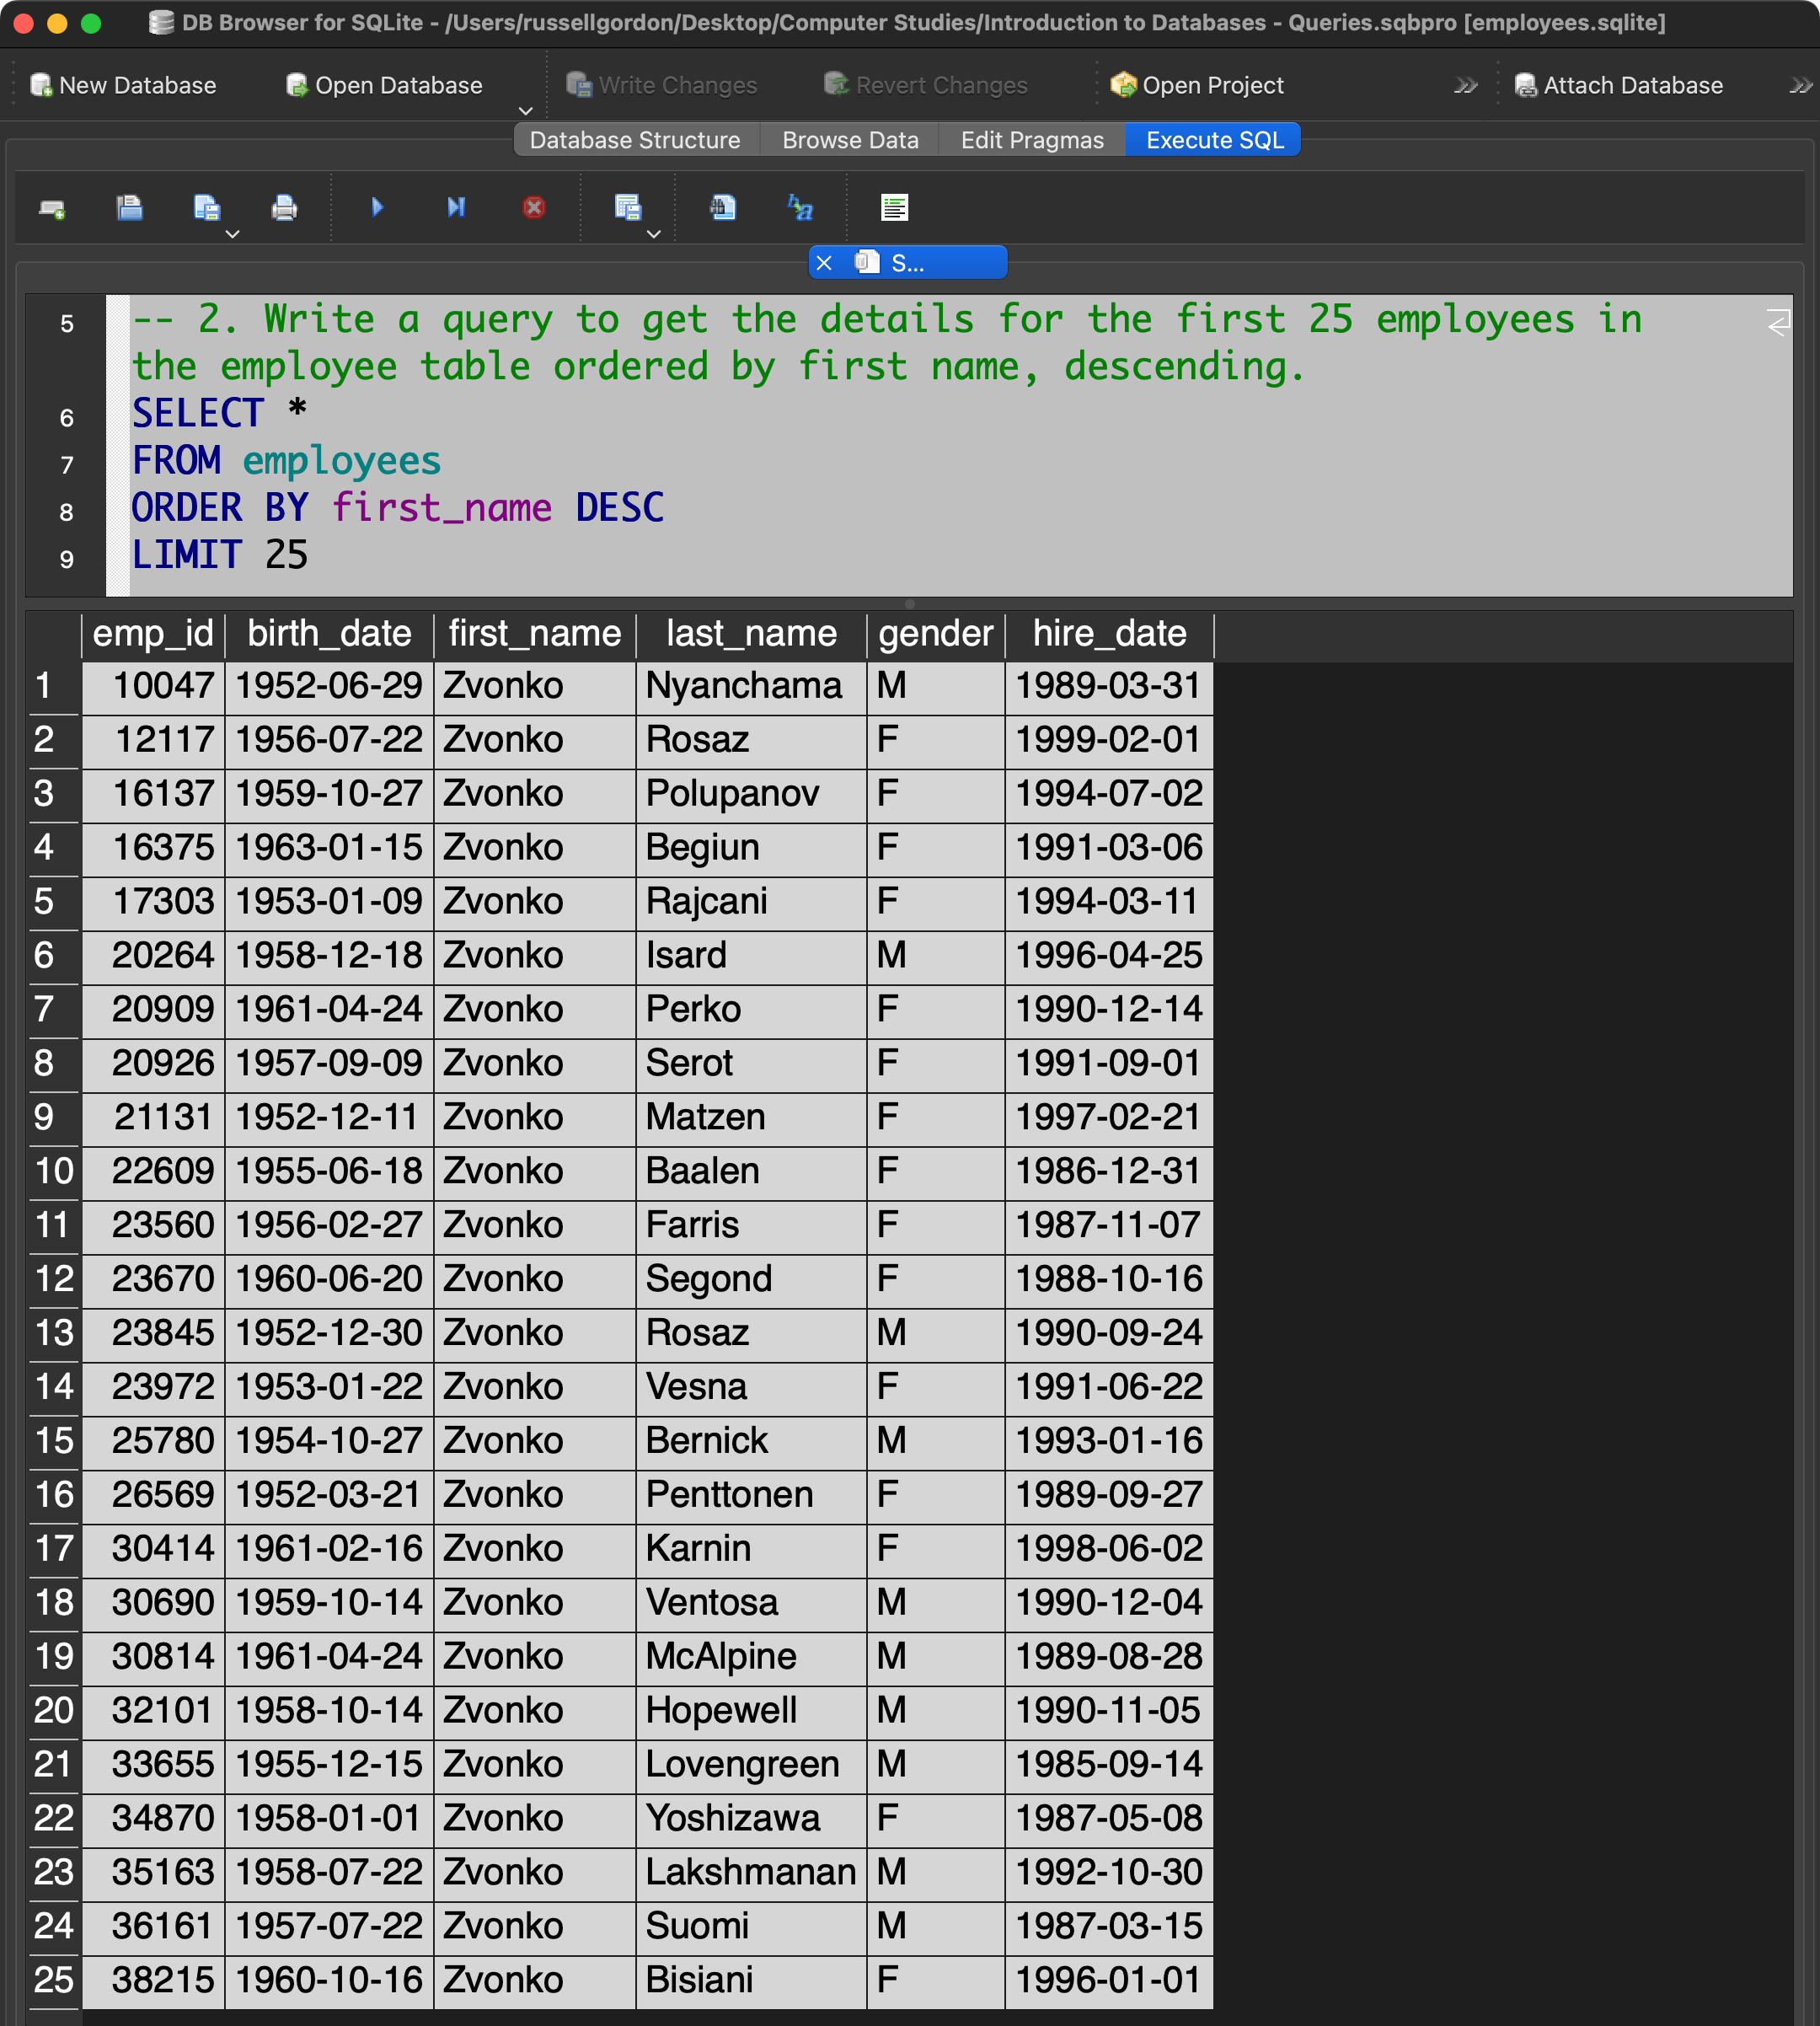 DB Browser for SQLite - /Users/russellgordon/Desktop/Computer Studies/Introduction to Databases - Queries.sqbpro [employees.sqlite]
New Database Open Database Write Changes Revert Changes Open Project Attach Database
Database Structure Browse Data Edit Pragmas Execute SQL
S...
5 -- 2. Write a query to get the details for the first 25 employees in
the employee table ordered by first name, descending.
6 SELECT *
7 FROM employees
8 ORDER BY first_name DESC
9 LIMIT 25
emp_id birth_date first_name last_name gender hire_date
1 10047 1952-06-29 Zvonko Nyanchama M 1989-03-31
2 12117 1956-07-22 Zvonko Rosaz F 1999-02-01
3 16137 1959-10-27 Zvonko Polupanov F 1994-07-02
4 16375 1963-01-15 Zvonko Begiun F 1991-03-06
5 17303 1953-01-09 Zvonko Rajcani F 1994-03-11
6 20264 1958-12-18 Zvonko Isard M 1996-04-25
7 20909 1961-04-24 Zvonko Perko F 1990-12-14
8 20926 1957-09-09 Zvonko Serot F 1991-09-01
9 21131 1952-12-11 Zvonko Matzen F 1997-02-21
10 22609 1955-06-18 Zvonko Baalen F 1986-12-31
11 23560 1956-02-27 Zvonko Farris F 1987-11-07
12 23670 1960-06-20 Zvonko Segond F 1988-10-16
13 23845 1952-12-30 Zvonko Rosaz M 1990-09-24
14 23972 1953-01-22 Zvonko Vesna F 1991-06-22
15 25780 1954-10-27 Zvonko Bernick M 1993-01-16
16 26569 1952-03-21 Zvonko Penttonen F 1989-09-27
17 30414 1961-02-16 Zvonko Karnin F 1998-06-02
18 30690 1959-10-14 Zvonko Ventosa M 1990-12-04
19 30814 1961-04-24 Zvonko McAlpine M 1989-08-28
20 32101 1958-10-14 Zvonko Hopewell M 1990-11-05
21 33655 1955-12-15 Zvonko Lovengreen M 1985-09-14
22 34870 1958-01-01 Zvonko Yoshizawa F 1987-05-08
23 35163 1958-07-22 Zvonko Lakshmanan M 1992-10-30
24 36161 1957-07-22 Zvonko Suomi M 1987-03-15
25 38215 1960-10-16 Zvonko Bisiani F 1996-01-01